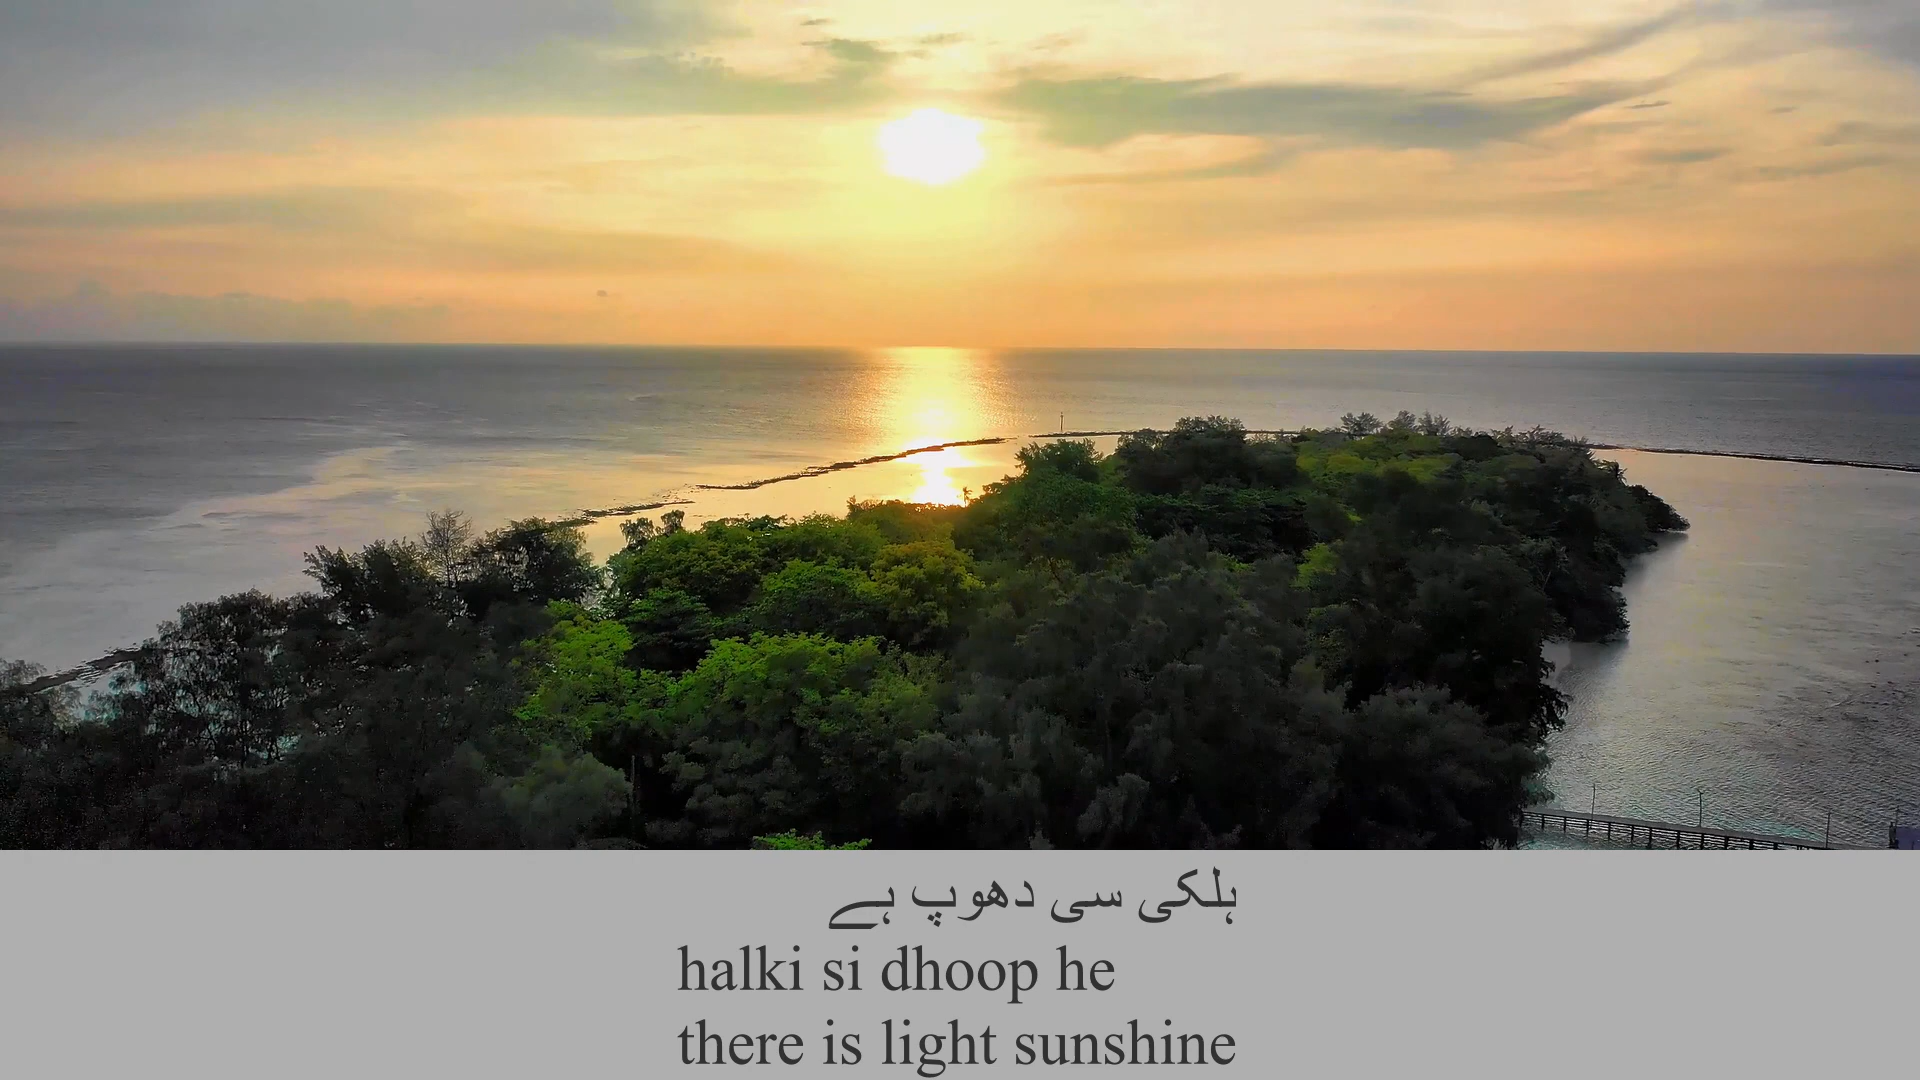 ہلکی سی دھوپ ہے
halki si dhoop he
there is light sunshine